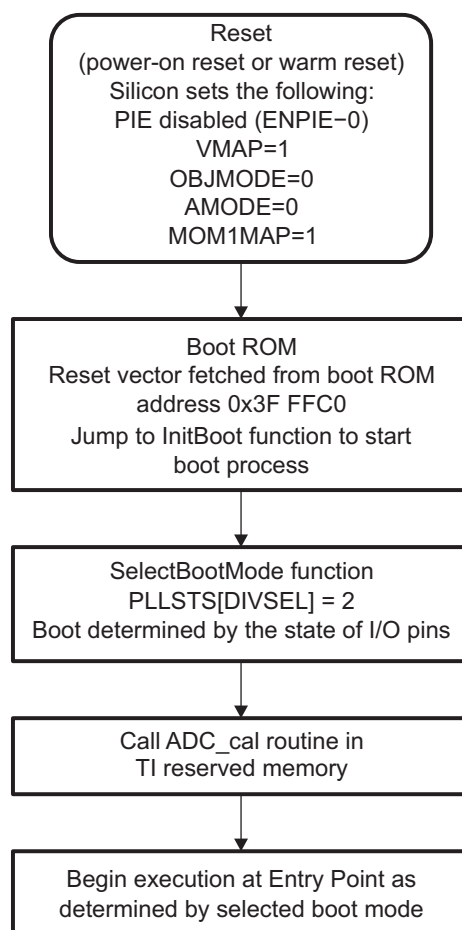 Reset
(power-on reset or warm reset)
Silicon sets the following:
PIE disabled (ENPIE−0)
VMAP=1
OBJMODE=0
AMODE=0
MOM1MAP=1
Boot ROM
Reset vector fetched from boot ROM
address 0x3F FFC0
Jump to InitBoot function to start
boot process
SelectBootMode function
PLLSTS[DIVSEL] = 2
Boot determined by the state of I/O pins
Call ADC_cal routine in
TI reserved memory
Begin execution at Entry Point as
determined by selected boot mode